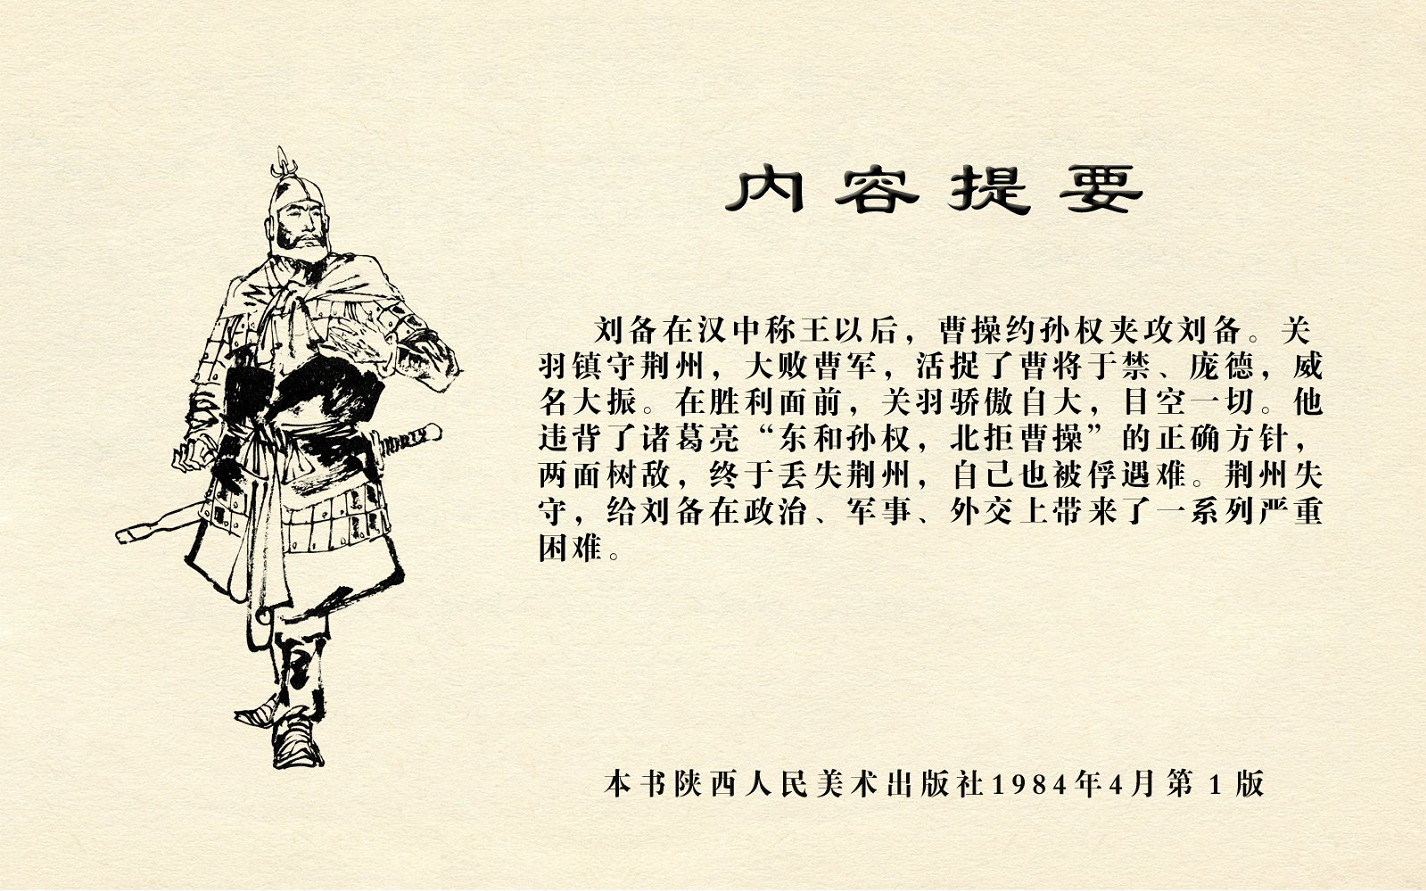 内容提要
刘备在汉中称王以后，曹操约孙权夹攻刘备。关
羽镇守荆州，大败曹军，活捉了曹将于禁、庞德，威
名大振。在胜利面前，关羽骄傲自大，目空一切。他
违背了诸葛亮“东和孙权，北拒曹操”的正确方针，
两面树敌，终于丢失荆州，自己也被俘遇难。荆州失
守，给刘备在政治、军事、外交上带来了一系列严重
困难。
本书陕西人民美术出版社1984年4月第1版